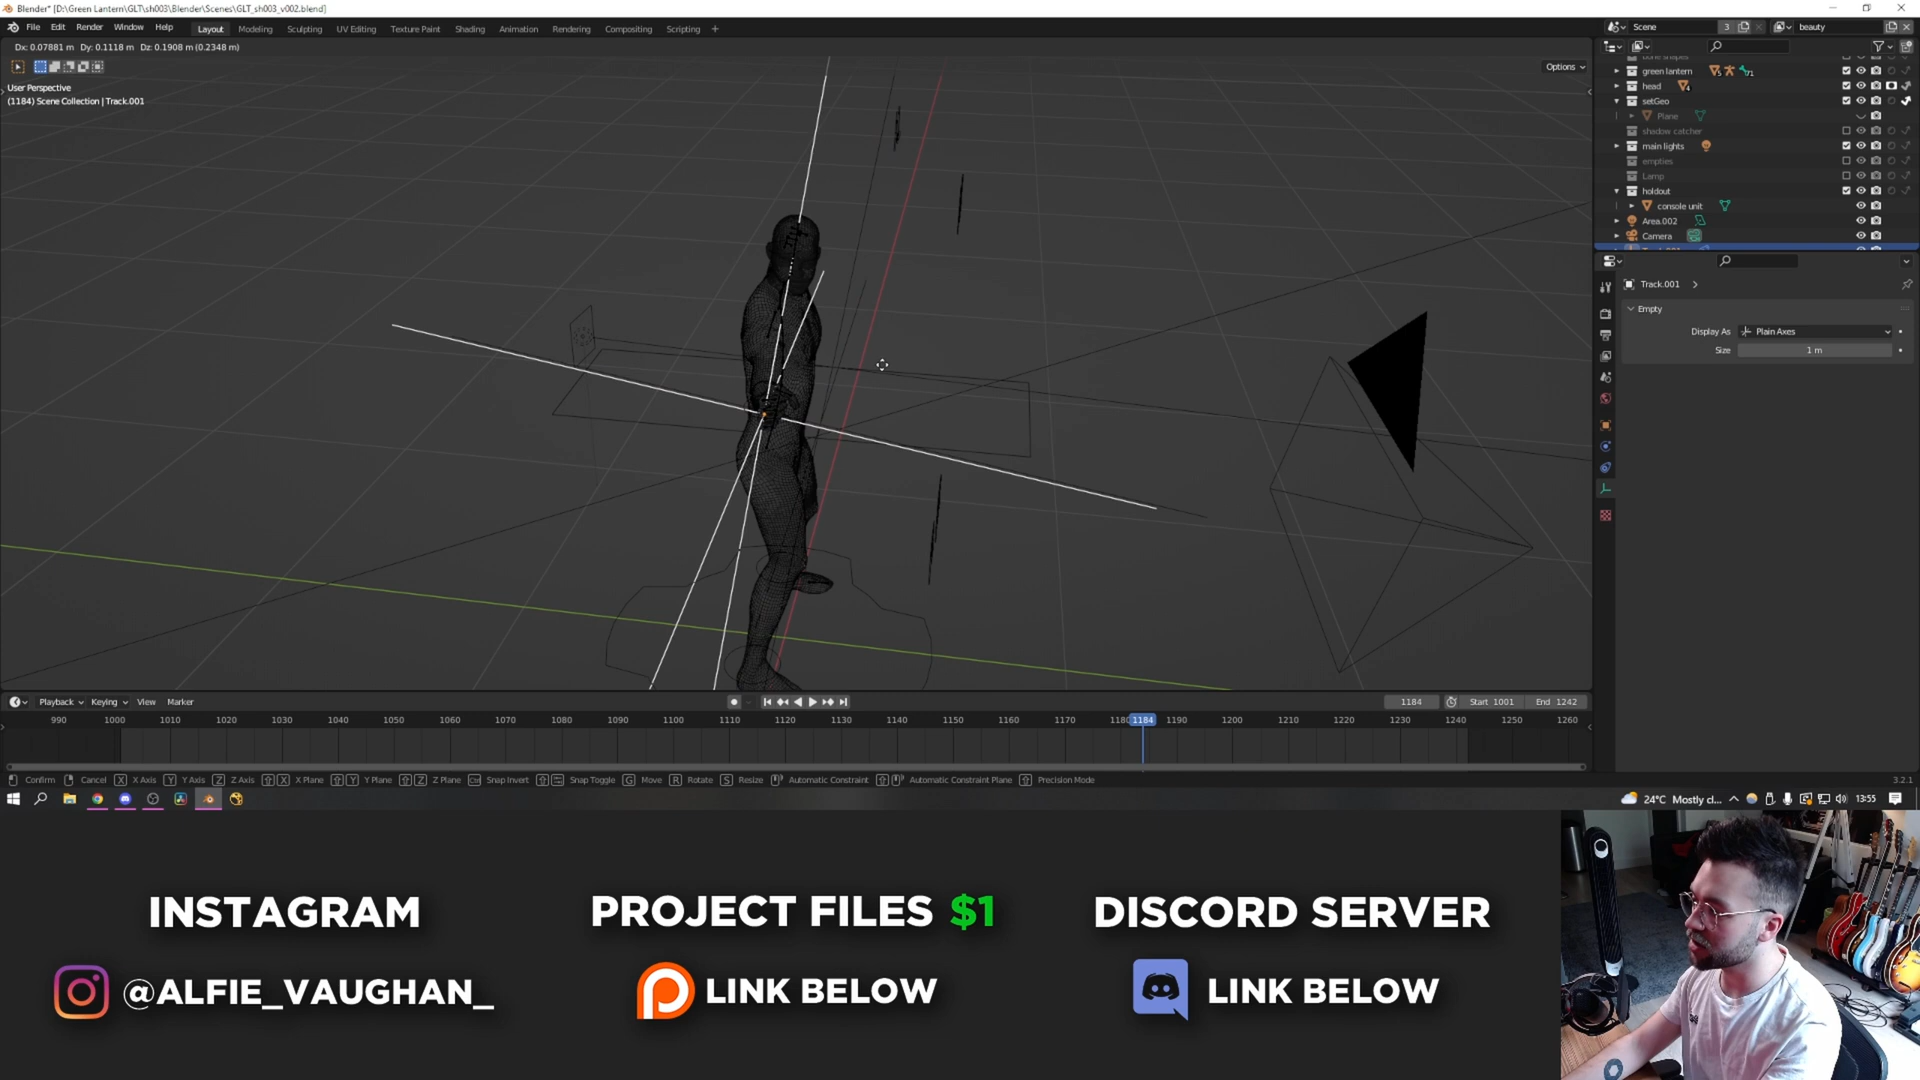 Blender* [D:\Green Lantern\GLT\sh003\Blender\Scenes\GLT_sh003_v002.blend]
File Edit Render Window Help Layout Modeling Sculpting UV Editing Texture Paint Shading Animation Rendering Compositing Scripting + Scene 3 beauty
Dx: 0.07881 m Dy: 0.1118 m Dz: 0.1908 m (0.2348 m)
Options
User Perspective
(1184) Scene Collection | Track.001
green lantern
head
setGeo
Plane
shadow catcher
main lights
empties
Lamp
holdout
console unit
Area.002
Camera
Track.001
Empty
Display As Plain Axes
Size 1 m
Playback Keying View Marker 1184 Start 1001 End 1242
990 1000 1010 1020 1030 1040 1050 1060 1070 1080 1090 1100 1110 1120 1130 1140 1150 1160 1170 1180 1184 1190 1200 1210 1220 1230 1240 1250 1260
Confirm Cancel X X Axis Y Y Axis Z Z Axis X X Plane Y Y Plane Z Z Plane Snap Invert Snap Toggle G Move R Rotate S Resize Automatic Constraint Automatic Constraint Plane Precision Mode 3.2.1
24°C Mostly cl... 13:55
INSTAGRAM
@ALFIE_VAUGHAN_
PROJECT FILES $1
LINK BELOW
DISCORD SERVER
LINK BELOW